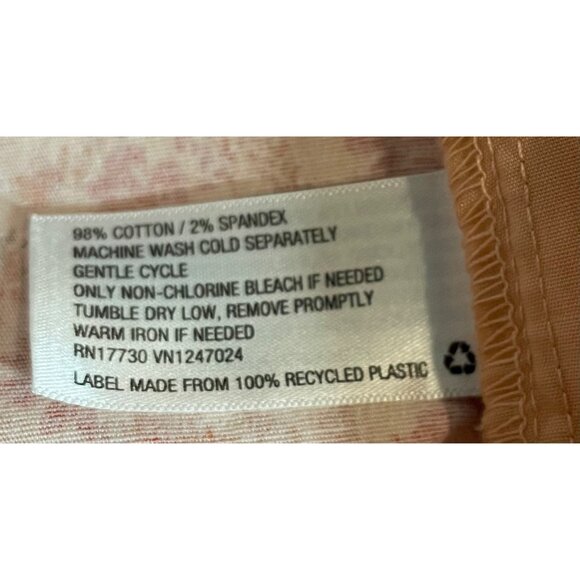 98% COTTON / 2% SPANDEX
MACHINE WASH COLD SEPARATELY
GENTLE CYCLE
ONLY NON-CHLORINE BLEACH IF NEEDED
TUMBLE DRY LOW, REMOVE PROMPTLY
WARM IRON IF NEEDED
RN17730 VN1247024
LABEL MADE FROM 100% RECYCLED PLASTIC